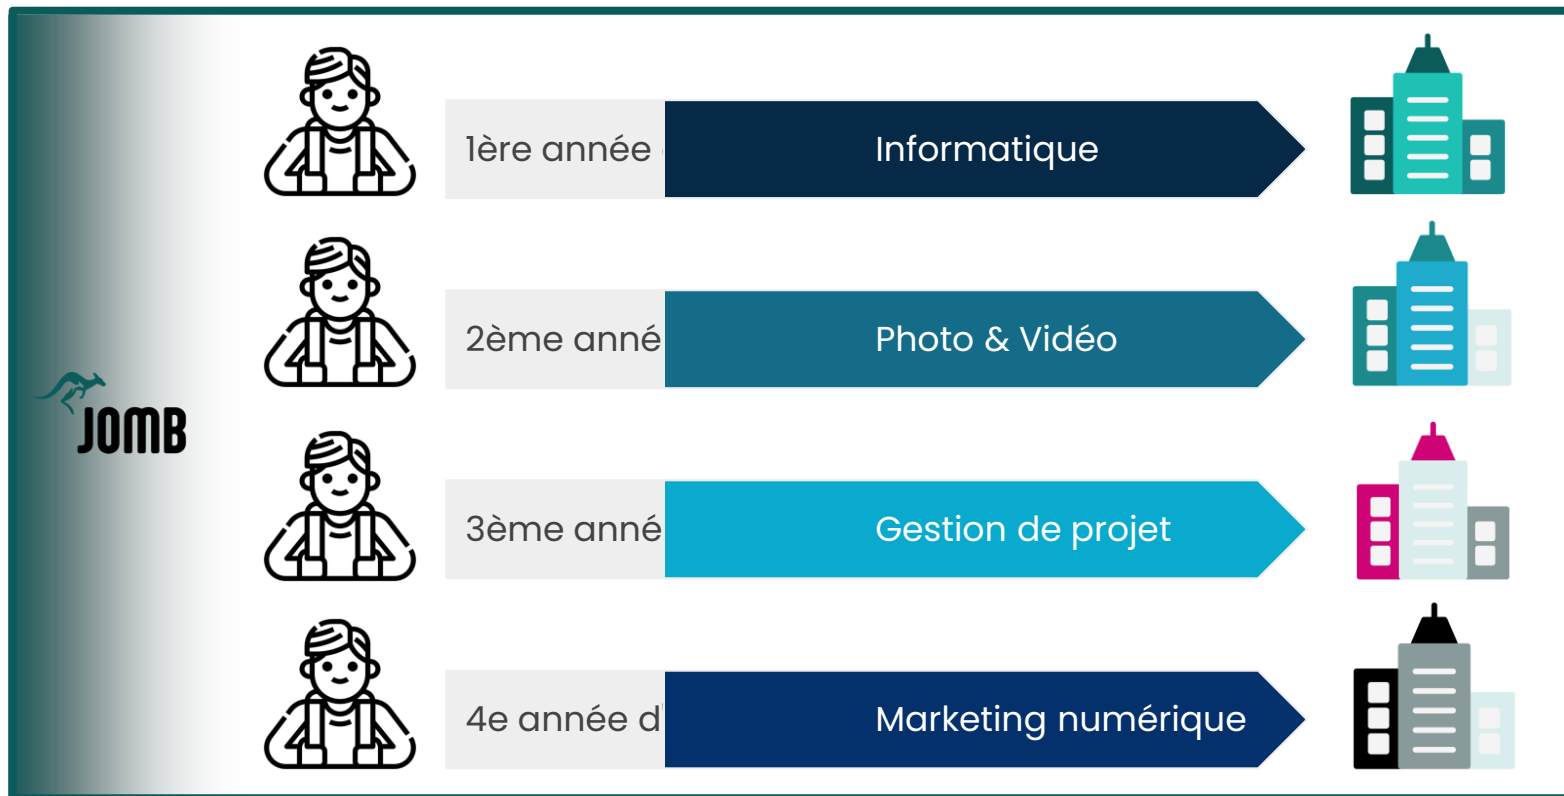 1ère année
Informatique
2ème anné
Photo & Vidéo
JOMB
3ème anné
Gestion de projet
4e année d'
Marketing numérique